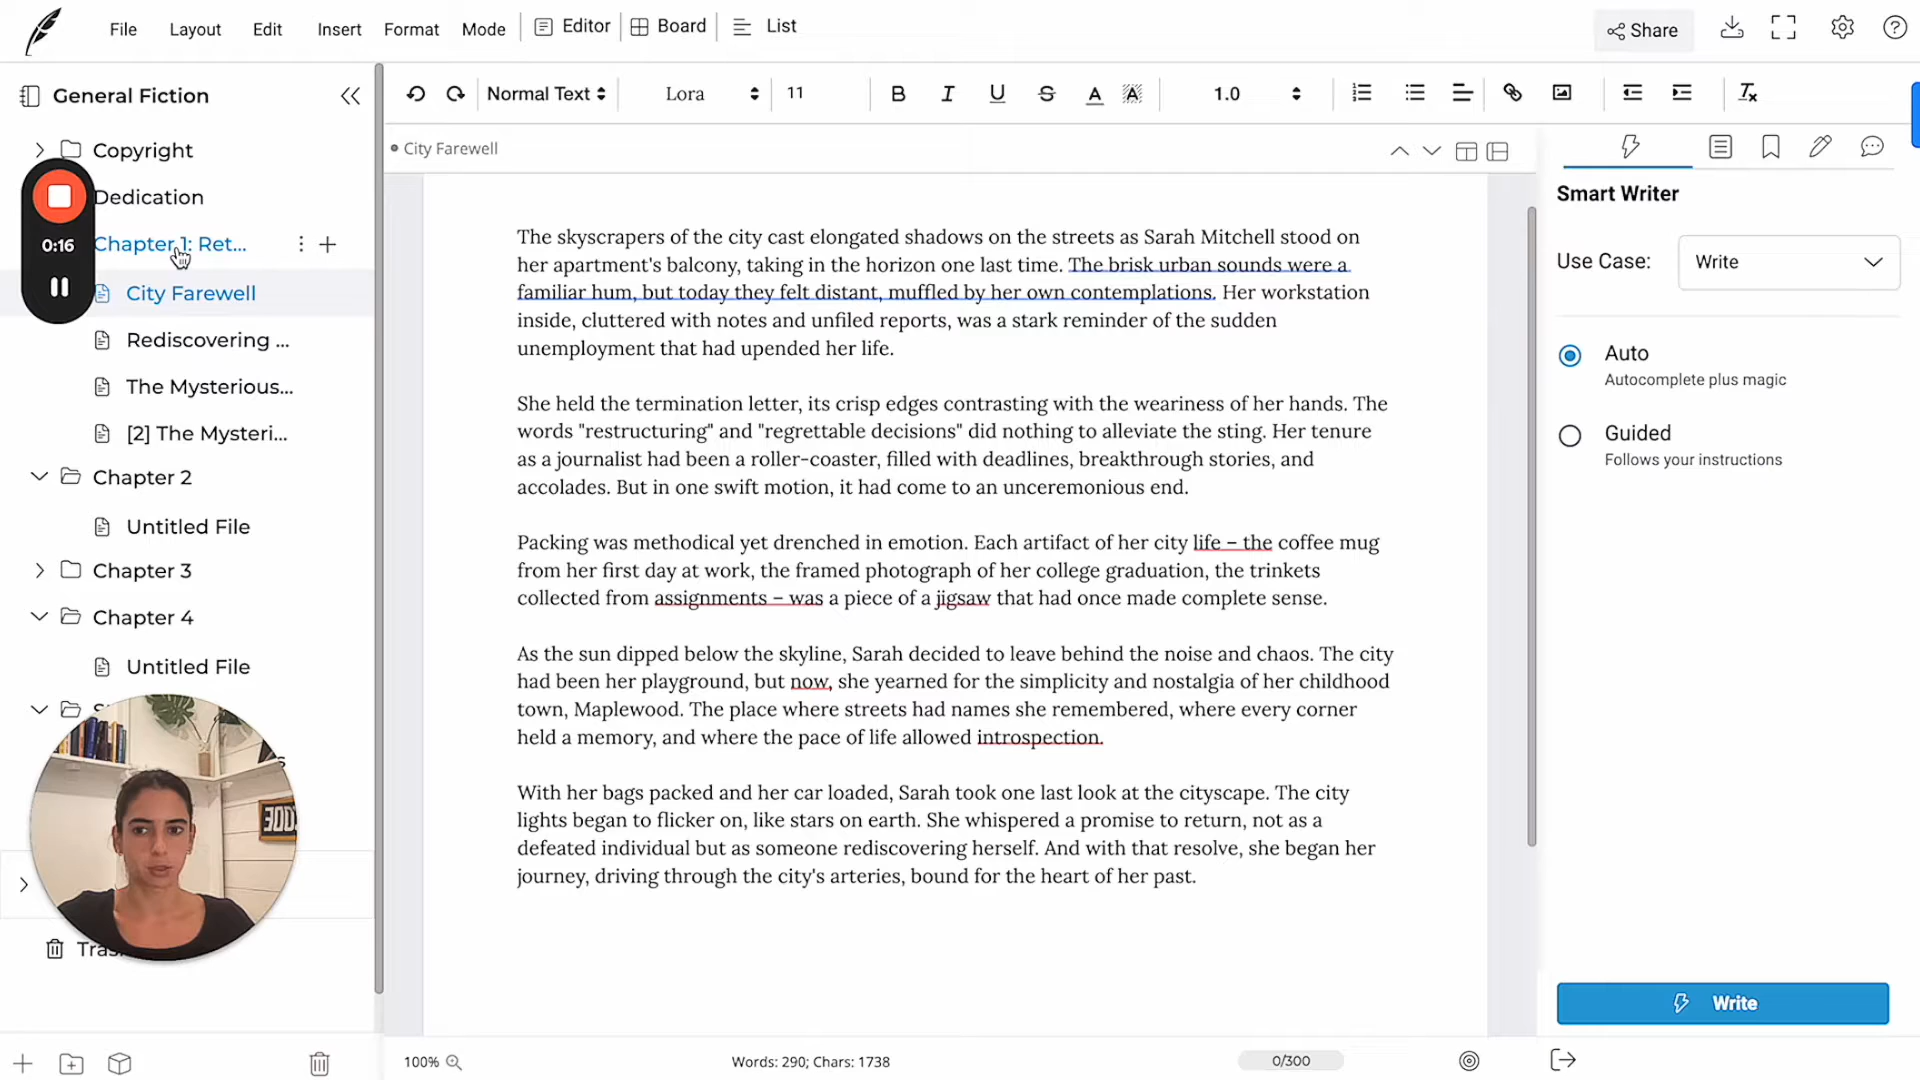 File Layout Edit Insert Format Mode Editor Board List Share
General Fiction
Normal Text Lora 11 1.0
Copyright
Dedication
0:16
Chapter 1: Ret...
City Farewell
Rediscovering ...
The Mysterious...
[2] The Mysteri...
Chapter 2
Untitled File
Chapter 3
Chapter 4
Untitled File
City Farewell
The skyscrapers of the city cast elongated shadows on the streets as Sarah Mitchell stood on
her apartment's balcony, taking in the horizon one last time. The brisk urban sounds were a
familiar hum, but today they felt distant, muffled by her own contemplations. Her workstation
inside, cluttered with notes and unfiled reports, was a stark reminder of the sudden
unemployment that had upended her life.
She held the termination letter, its crisp edges contrasting with the weariness of her hands. The
words "restructuring" and "regrettable decisions" did nothing to alleviate the sting. Her tenure
as a journalist had been a roller-coaster, filled with deadlines, breakthrough stories, and
accolades. But in one swift motion, it had come to an unceremonious end.
Packing was methodical yet drenched in emotion. Each artifact of her city life – the coffee mug
from her first day at work, the framed photograph of her college graduation, the trinkets
collected from assignments – was a piece of a jigsaw that had once made complete sense.
As the sun dipped below the skyline, Sarah decided to leave behind the noise and chaos. The city
had been her playground, but now, she yearned for the simplicity and nostalgia of her childhood
town, Maplewood. The place where streets had names she remembered, where every corner
held a memory, and where the pace of life allowed introspection.
With her bags packed and her car loaded, Sarah took one last look at the cityscape. The city
lights began to flicker on, like stars on earth. She whispered a promise to return, not as a
defeated individual but as someone rediscovering herself. And with that resolve, she began her
journey, driving through the city's arteries, bound for the heart of her past.
Smart Writer
Use Case: Write
Auto
Autocomplete plus magic
Guided
Follows your instructions
Write
100% Words: 290; Chars: 1738 0/300